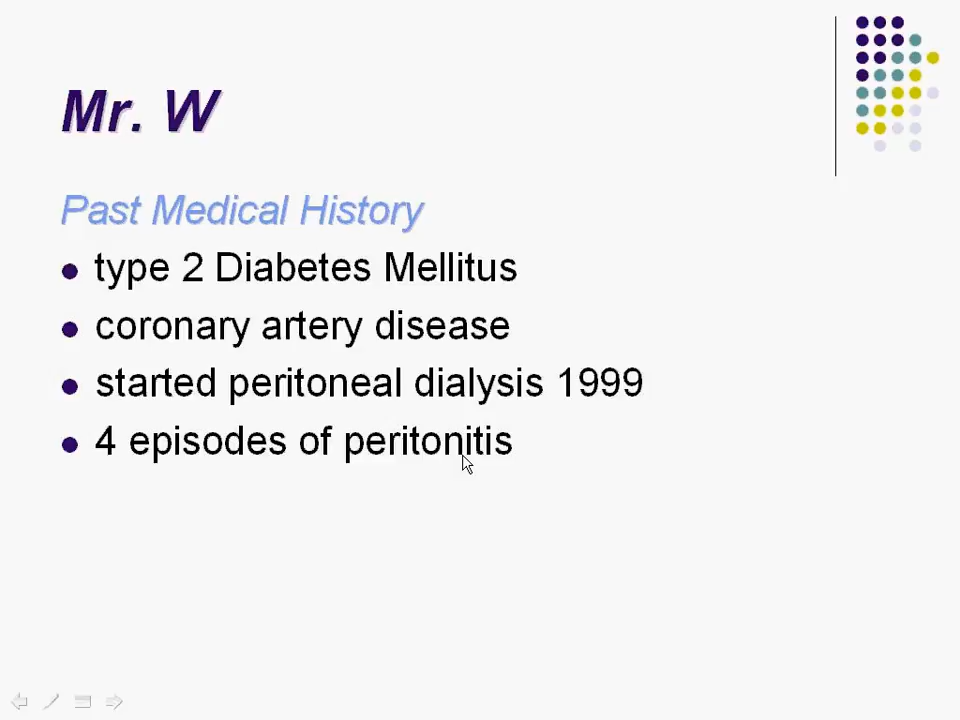 Mr. W
Past Medical History
type 2 Diabetes Mellitus
coronary artery disease
started peritoneal dialysis 1999
4 episodes of peritonitis